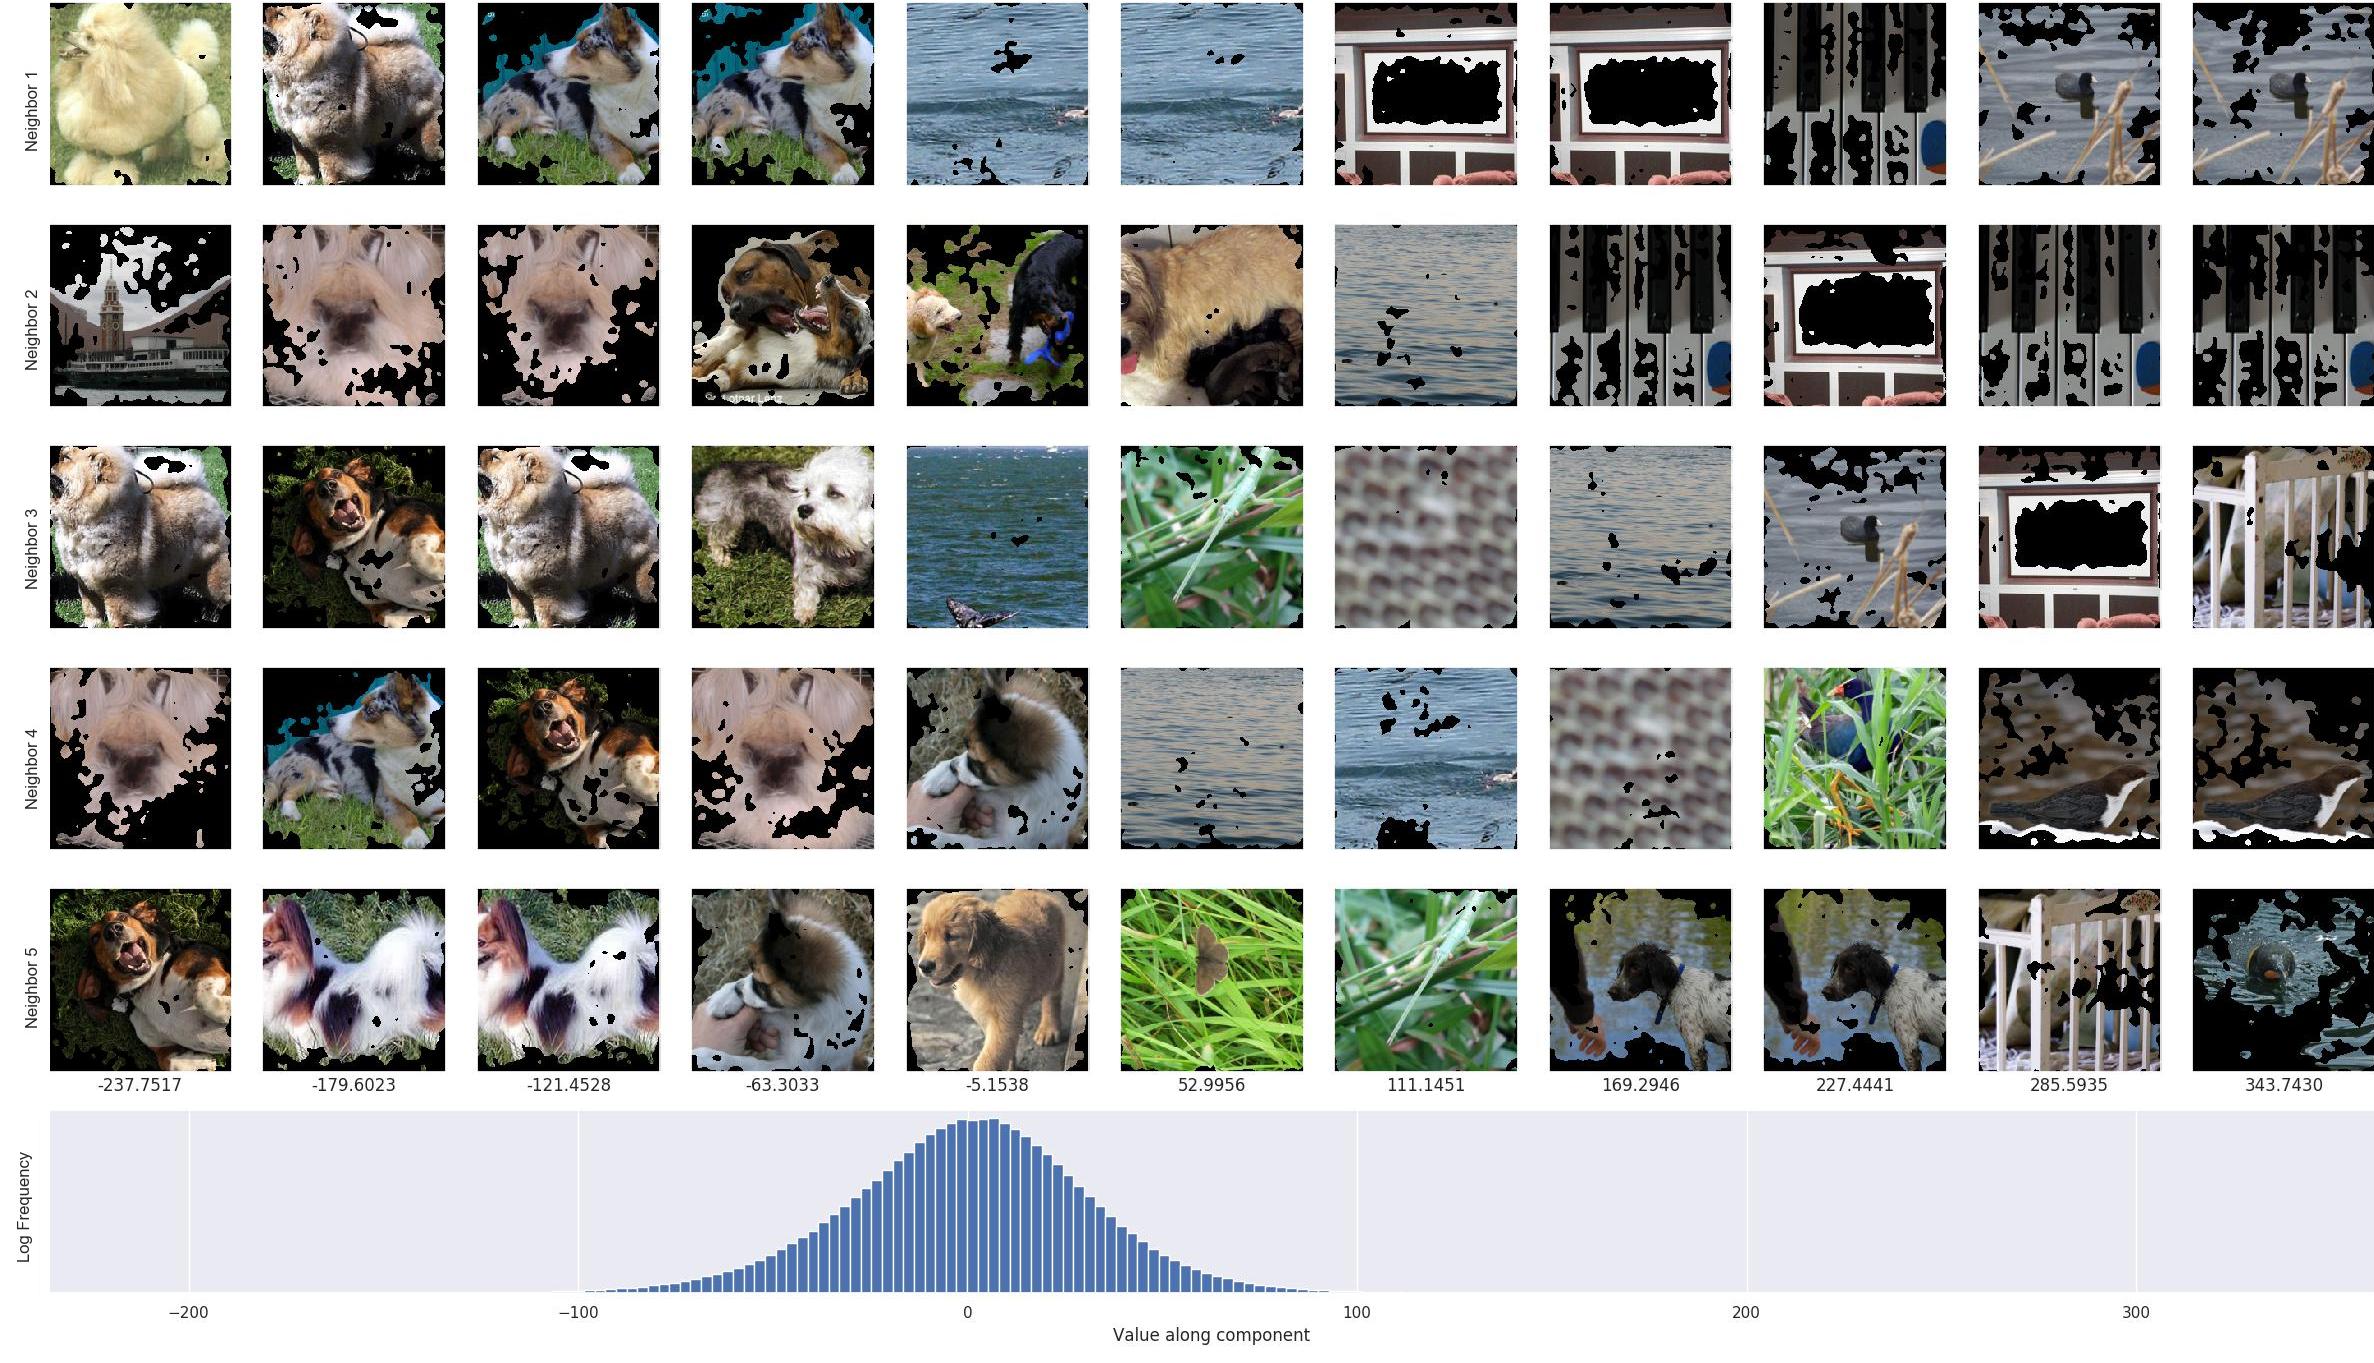 Neighbor 1
Neighbor 2
Lothar Lenz
Neighbor 3
Neighbor 4
Neighbor 5
-237.7517
-179.6023
-121.4528
-63.3033
-5.1538
52.9956
111.1451
169.2946
227.4441
285.5935
343.7430
Log Frequency
−200
−100
0
100
200
300
Value along component